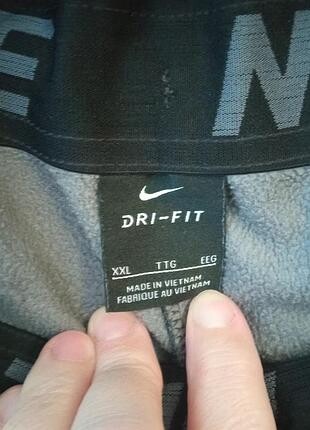 E N
DRI-FIT
XXL TTG EEG
MADE IN VIETNAM
FABRIQUE AU VIETNAM